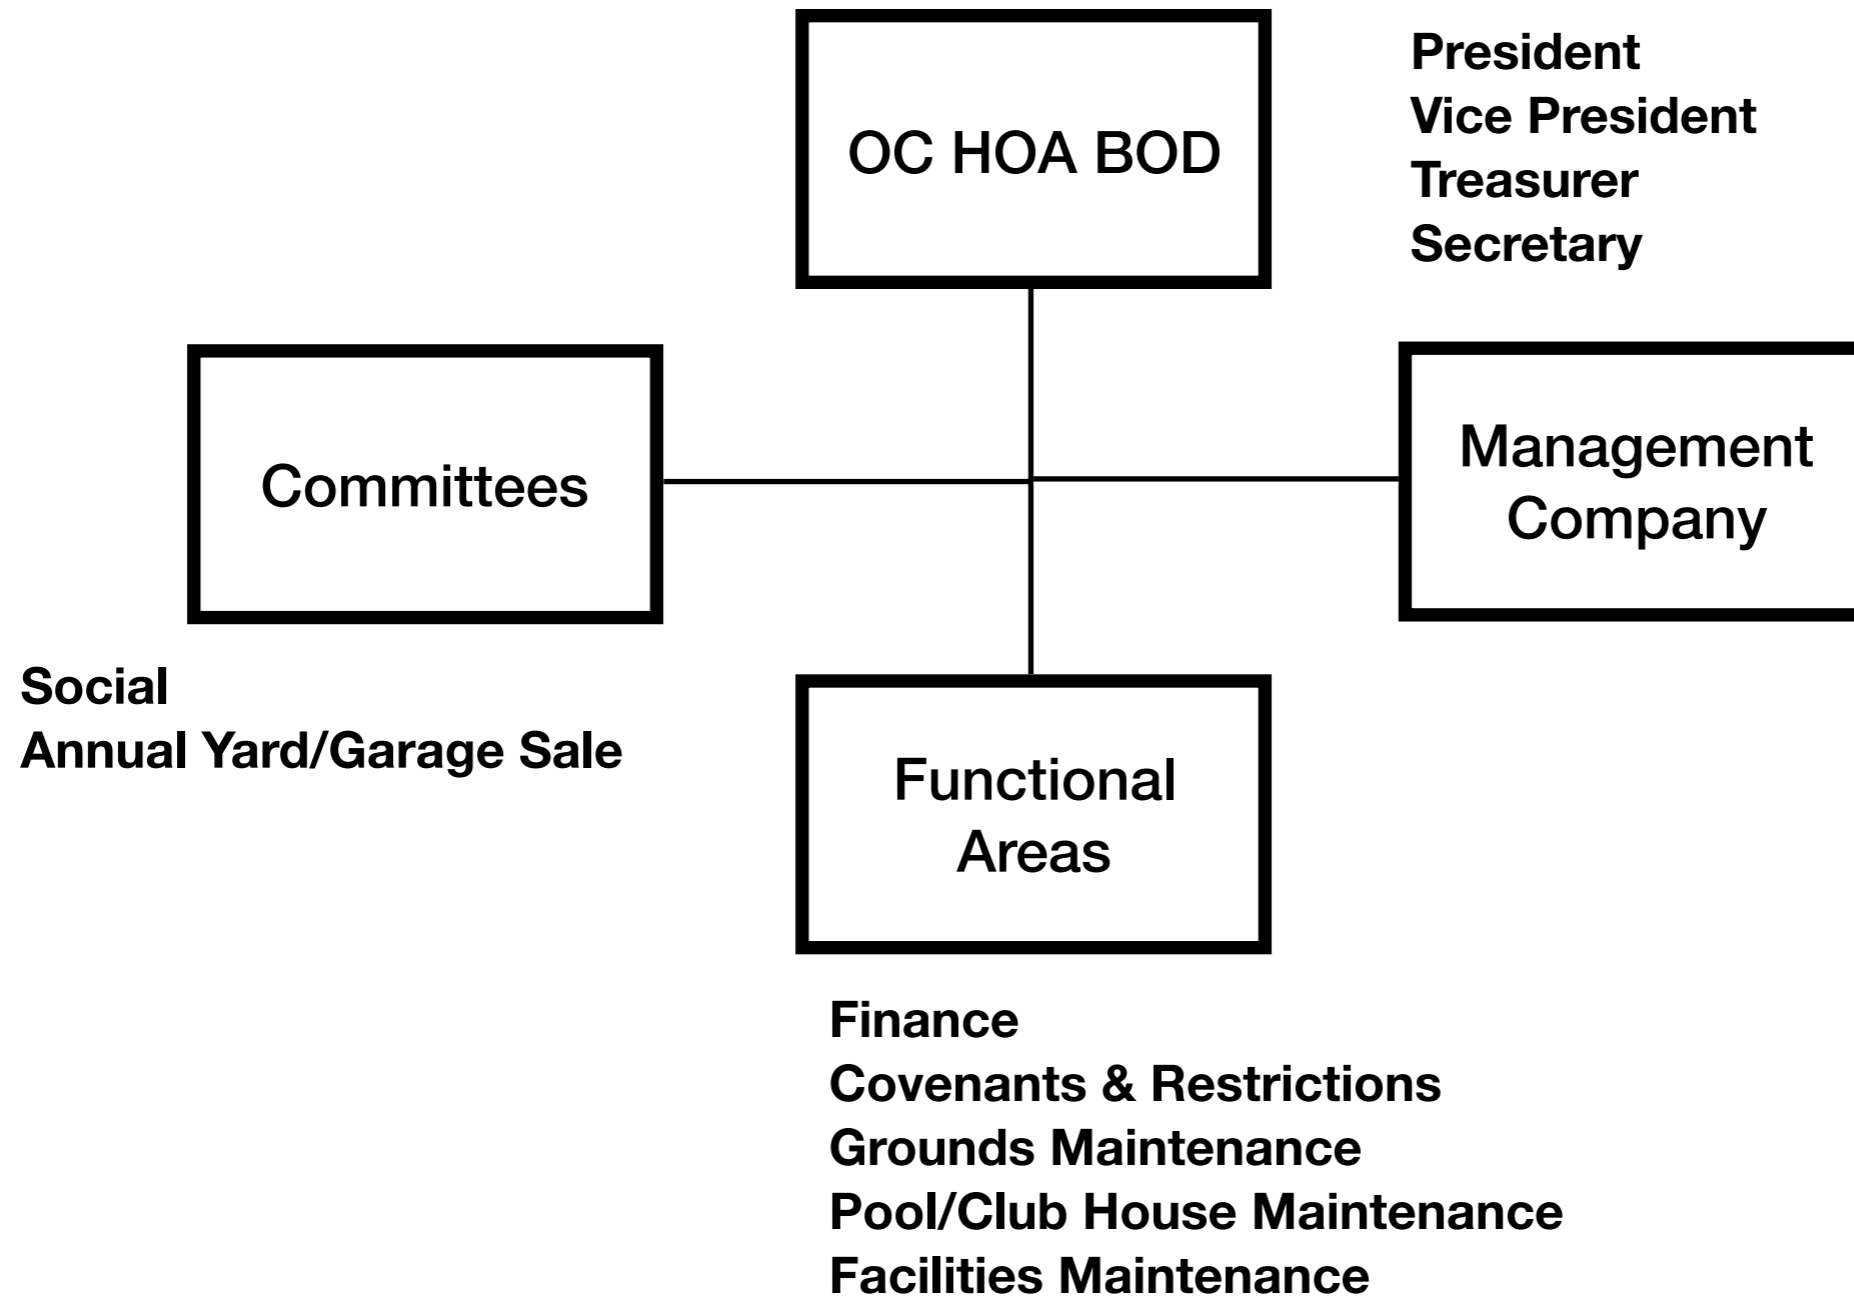 OC HOA BOD
President
Vice President
Treasurer
Secretary
Committees
Management
Company
Social
Annual Yard/Garage Sale
Functional
Areas
Finance
Covenants & Restrictions
Grounds Maintenance
Pool/Club House Maintenance
Facilities Maintenance